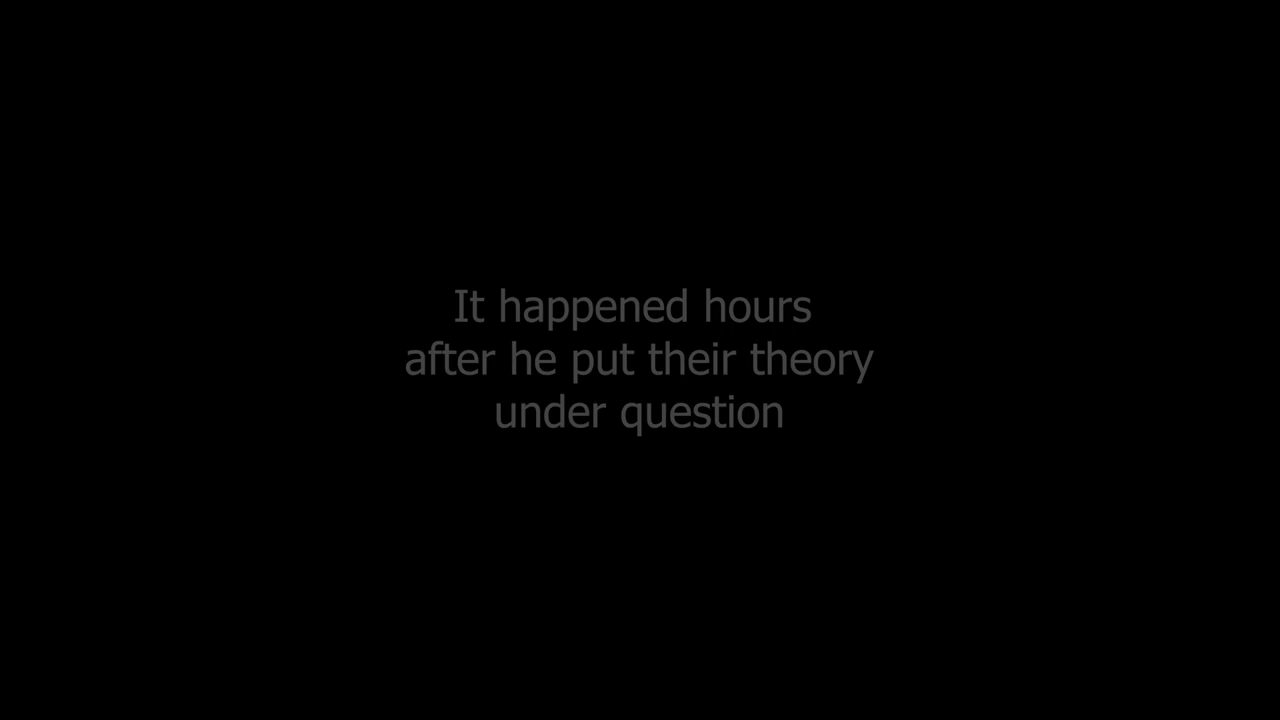 It happened hours
after he put their theory
under question